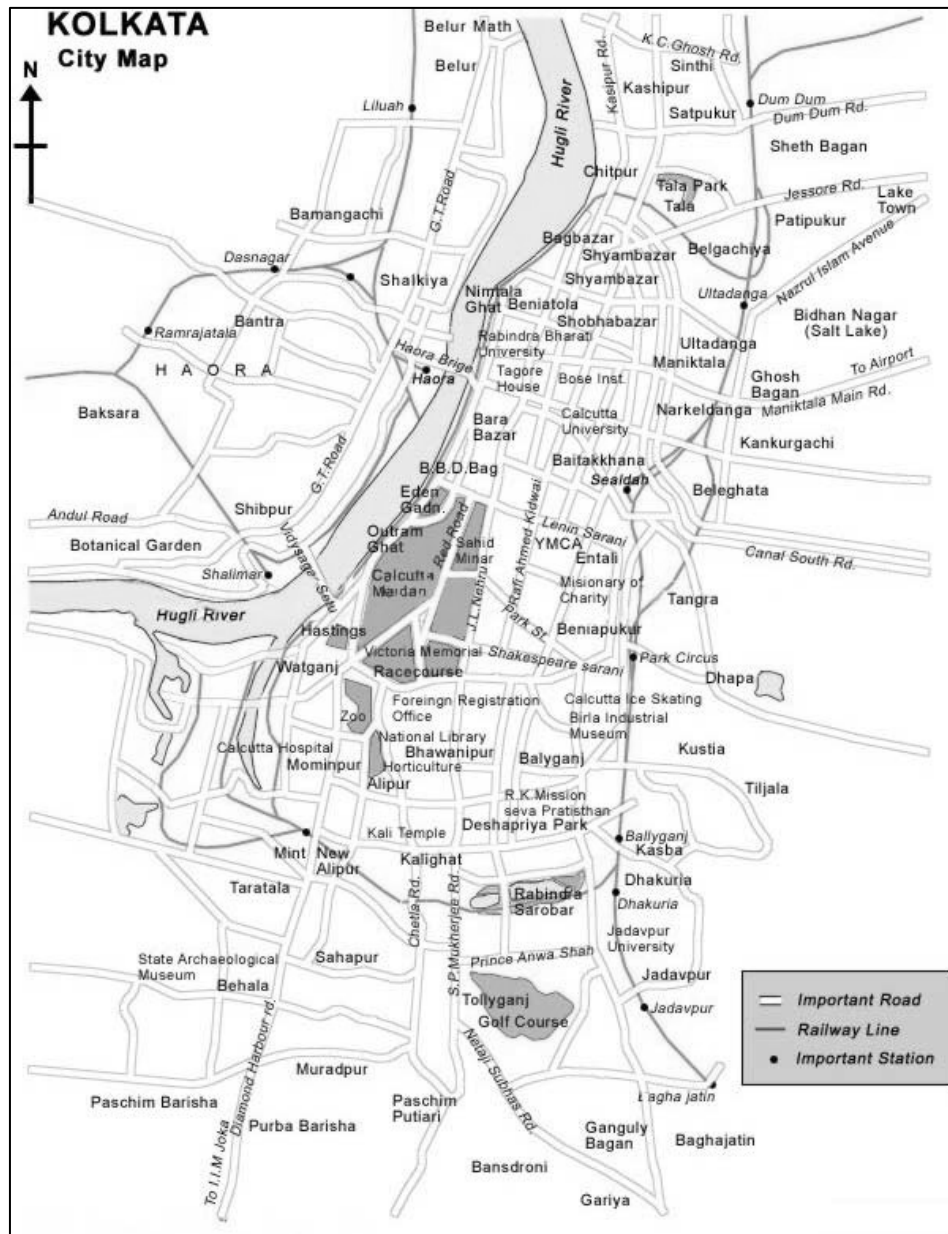 KOLKATA
City Map
N
Belur Math
Belur
Liluah
Hugli River
Kasipur Rd.
K.C.Ghosh Rd.
Sinthi
Kashipur
Satpukur
Dum Dum
Dum Dum Rd.
Sheth Bagan
Chitpur
Tala Park
Tala
Jessore Rd.
Lake
Town
Patipukur
G.T.Road
Bamangachi
Bagbazar
Shyambazar
Belgachiya
Nazrul Islam Avenue
Dasnagar
Shalkiya
Shyambazar
Nimtala
Ghat
Beniatola
Ultadanga
Shobhabazar
Bidhan Nagar
(Salt Lake)
Ramrajatala
Bantra
Rabindra Bharati
University
Ultadanga
Maniktala
HAORA
Haora Brige
Haora
Tagore
House
Bose Inst.
Ghosh
Bagan
To Airport
Maniktala Main Rd.
Baksara
Bara
Bazar
Calcutta
University
Narkeldanga
Kankurgachi
G.T.Road
B.B.D.Bag
Baitakkhana
Sealdah
Beleghata
Eden
Gadn.
Shibpur
Andul Road
Botanical Garden
Outram
Ghat
Red Road
Sahid
Minar
Rafi Ahmed Kidwai
Lenin Sarani
YMCA
Entali
Canal South Rd.
Vidysagar Setu
Shalimar
Calcutta
Maidan
J.L.Nehru
Misionary of
Charity
Tangra
Hugli River
Hastings
Park St.
Beniapukur
Watganj
Victoria Memorial
Racecourse
Shakespeare sarani
Park Circus
Dhapa
Zoo
Foreingn Registration
Office
Calcutta Ice Skating
Birla Industrial
Museum
Calcutta Hospital
National Library
Bhawanipur
Kustia
Mominpur
Horticulture
Alipur
Balyganj
Tiljala
R.K.Mission
seva Pratisthan
Kali Temple
Deshapriya Park
Ballyganj
Kasba
Mint
New
Alipur
Kalighat
Taratala
Chetla Rd.
S.P.Mukherjee Rd.
Rabindra
Sarobar
Dhakuria
Dhakuria
Jadavpur
University
State Archaeological
Museum
Sahapur
Prince Anwa Shah
Behala
Jadavpur
Tollyganj
Golf Course
Jadavpur
Diamond Harbour rd.
Nataji Subhas Rd.
Muradpur
Bagha jatin
Paschim Barisha
Paschim
Putiari
Purba Barisha
Ganguly
Bagan
Baghajatin
To I.I.M Joka
Bansdroni
Gariya
Important Road
Railway Line
Important Station